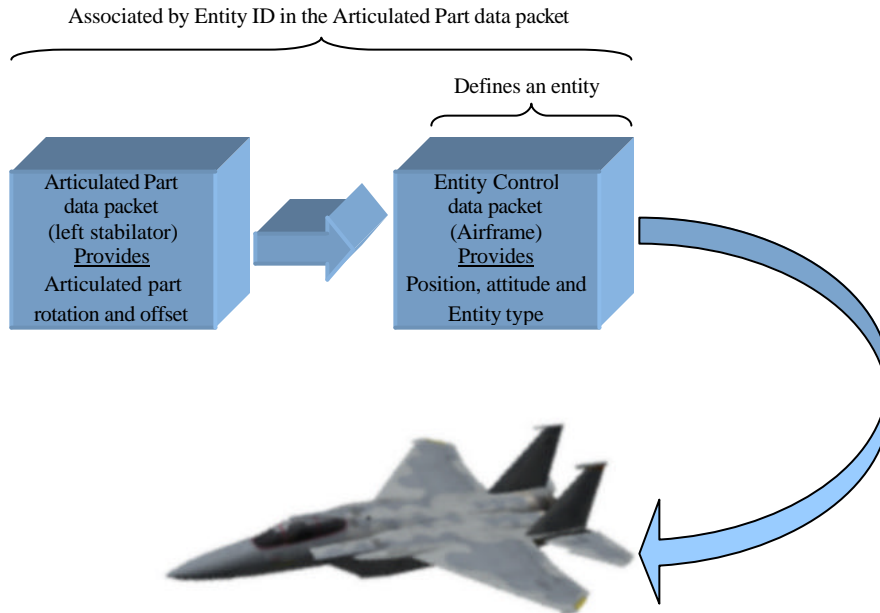 Associated by Entity ID in the Articulated Part data packet
Defines an entity
Articulated Part
data packet
(left stabilator)
Provides
Articulated part
rotation and offset
Entity Control
data packet
(Airframe)
Provides
Position, attitude and
Entity type